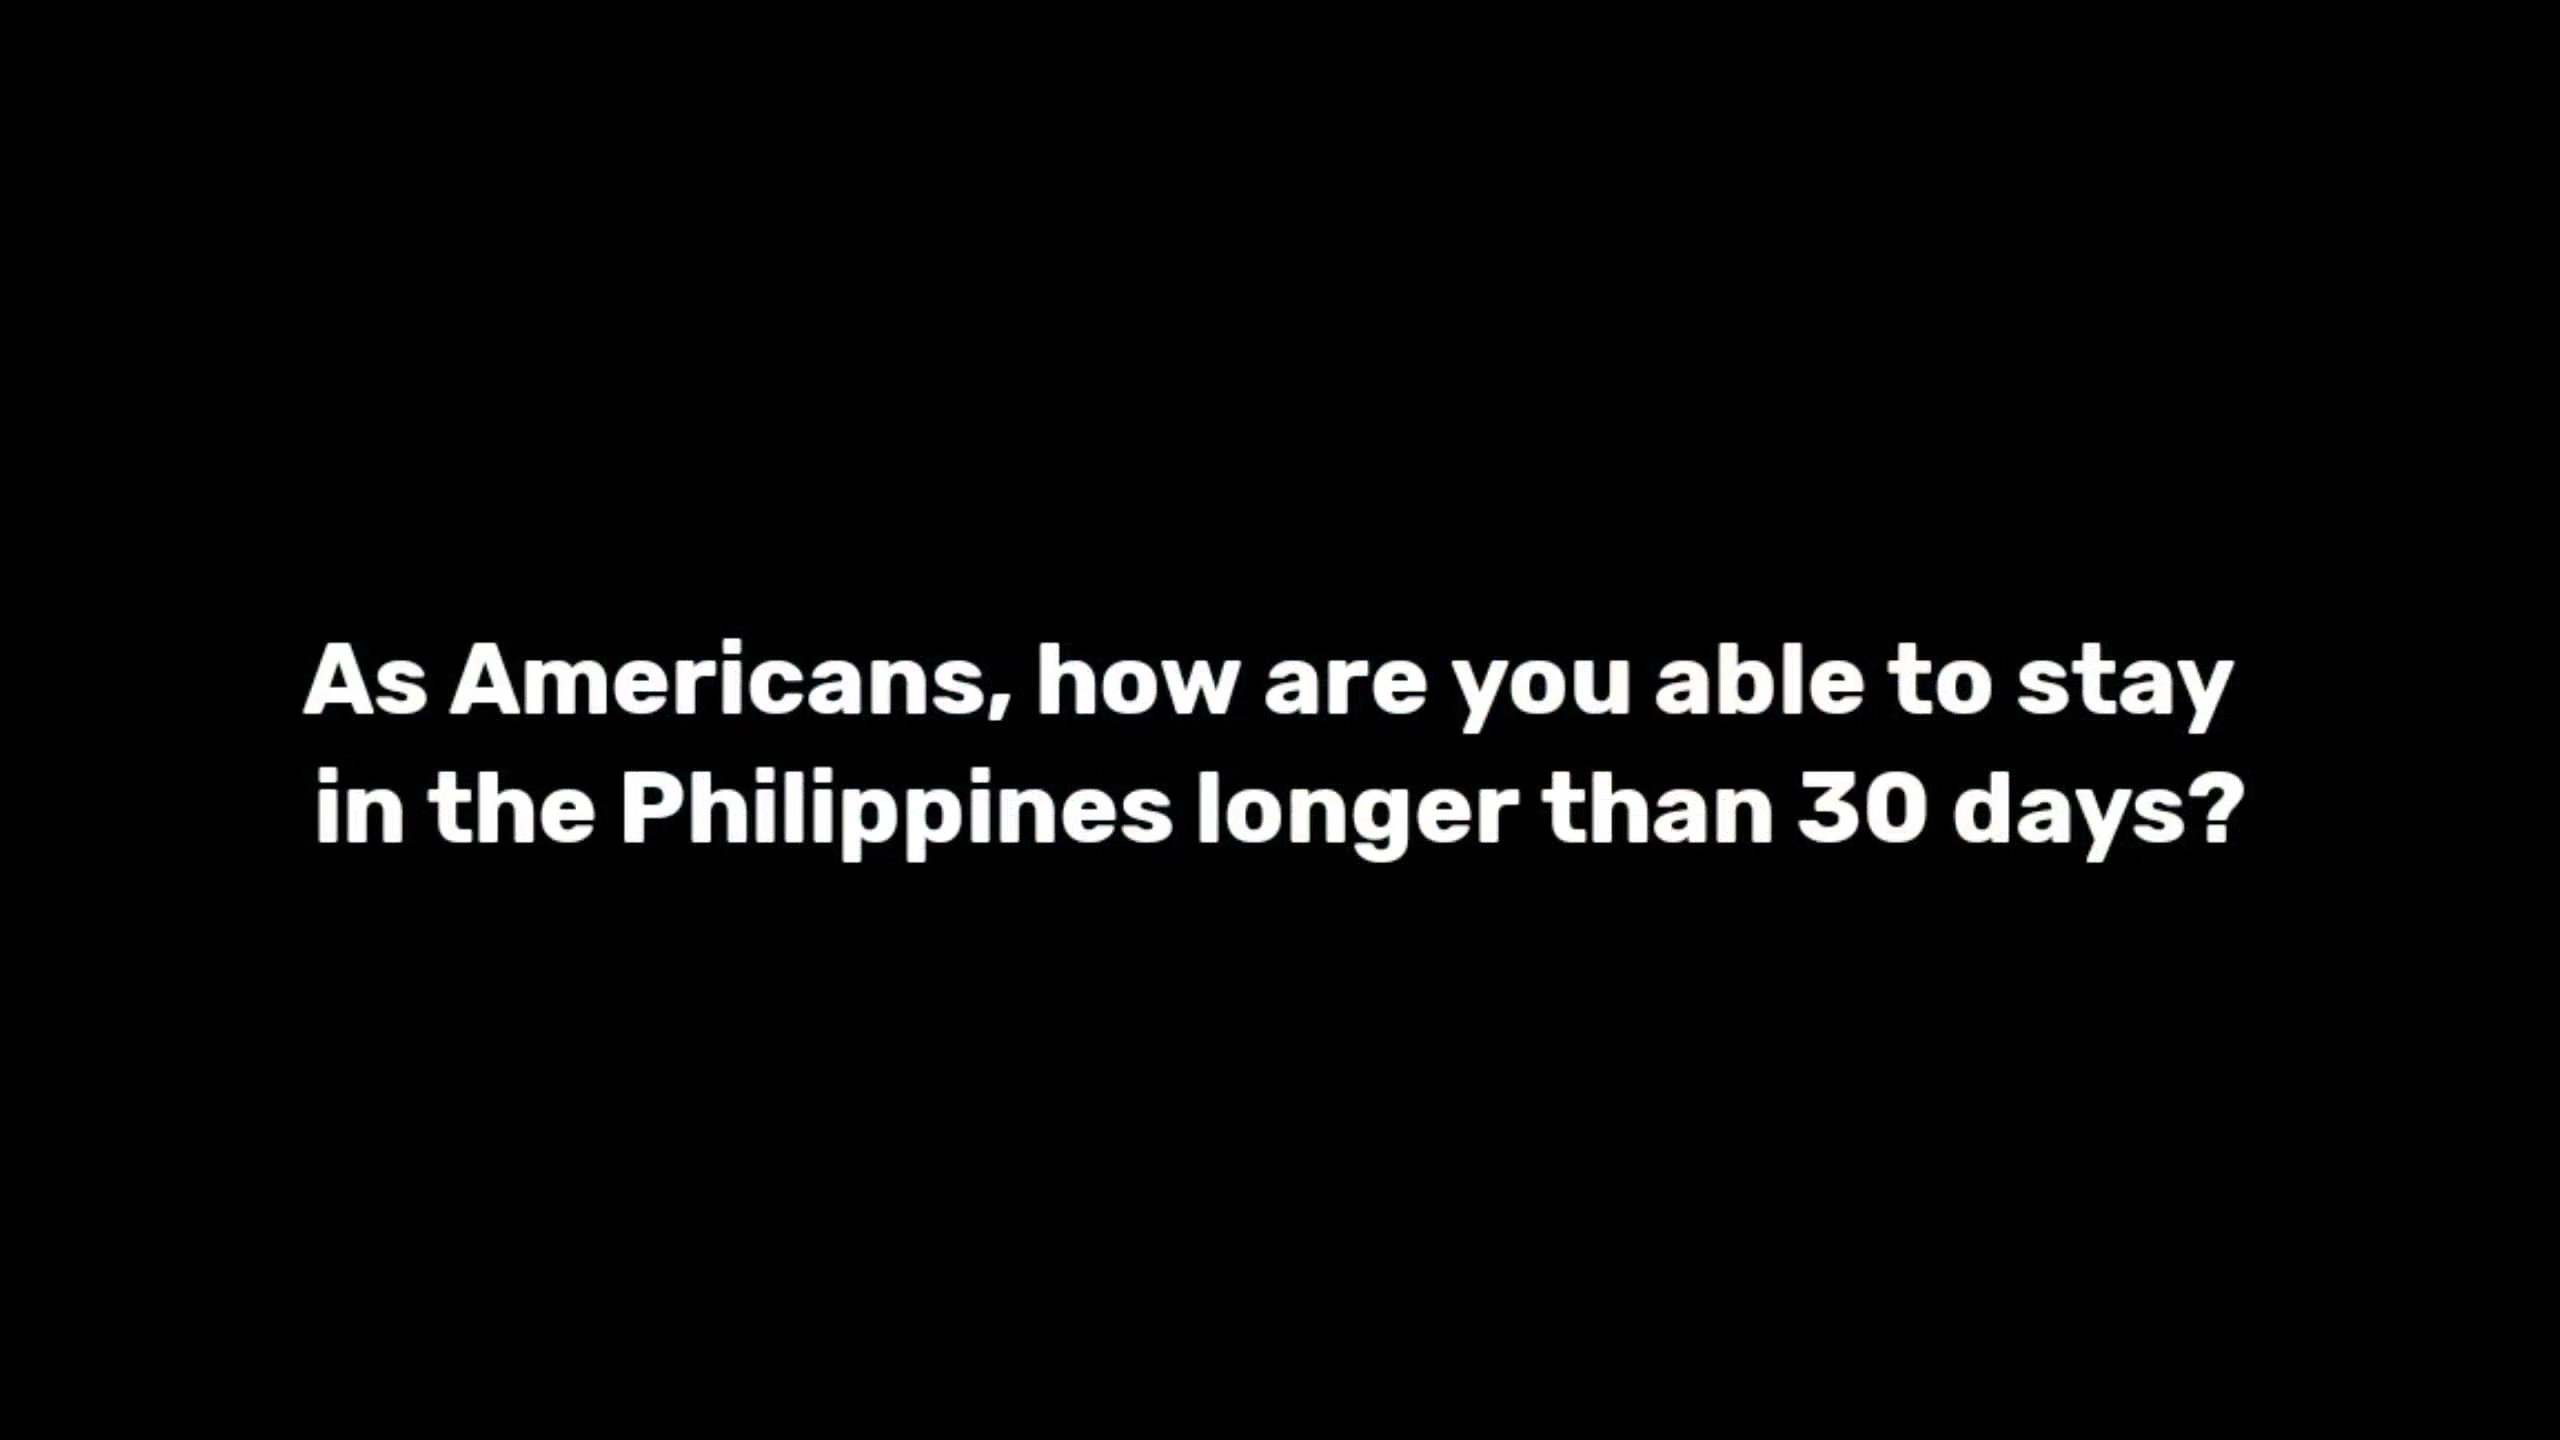 As Americans, how are you able to stay
in the Philippines longer than 30 days?